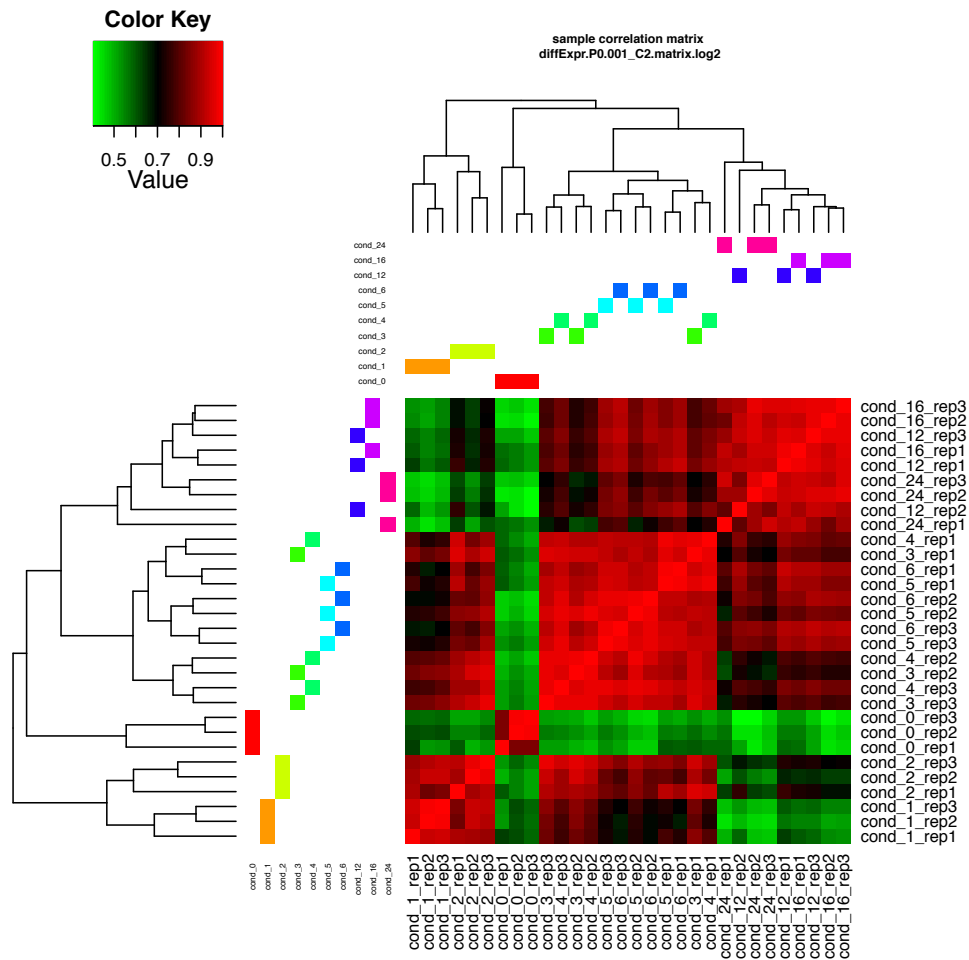 Color Key
0.5 0.7 0.9
Value
sample correlation matrix
diffExpr.P0.001_C2.matrix.log2
cond_24
cond_16
cond_12
cond_6
cond_5
cond_4
cond_3
cond_2
cond_1
cond_0
cond_16_rep3
cond_16_rep2
cond_12_rep3
cond_16_rep1
cond_12_rep1
cond_24_rep3
cond_24_rep2
cond_12_rep2
cond_24_rep1
cond_4_rep1
cond_3_rep1
cond_6_rep1
cond_5_rep1
cond_6_rep2
cond_5_rep2
cond_6_rep3
cond_5_rep3
cond_4_rep2
cond_3_rep2
cond_4_rep3
cond_3_rep3
cond_0_rep3
cond_0_rep2
cond_0_rep1
cond_2_rep3
cond_2_rep2
cond_2_rep1
cond_1_rep3
cond_1_rep2
cond_1_rep1
cond_0
cond_1
cond_2
cond_3
cond_4
cond_5
cond_6
cond_12
cond_16
cond_24
cond_1_rep1
cond_1_rep2
cond_1_rep3
cond_2_rep1
cond_2_rep2
cond_2_rep3
cond_0_rep1
cond_0_rep2
cond_0_rep3
cond_3_rep3
cond_4_rep3
cond_3_rep2
cond_4_rep2
cond_5_rep3
cond_6_rep3
cond_5_rep2
cond_6_rep2
cond_5_rep1
cond_6_rep1
cond_3_rep1
cond_4_rep1
cond_24_rep1
cond_12_rep2
cond_24_rep2
cond_24_rep3
cond_12_rep1
cond_16_rep1
cond_12_rep3
cond_16_rep2
cond_16_rep3